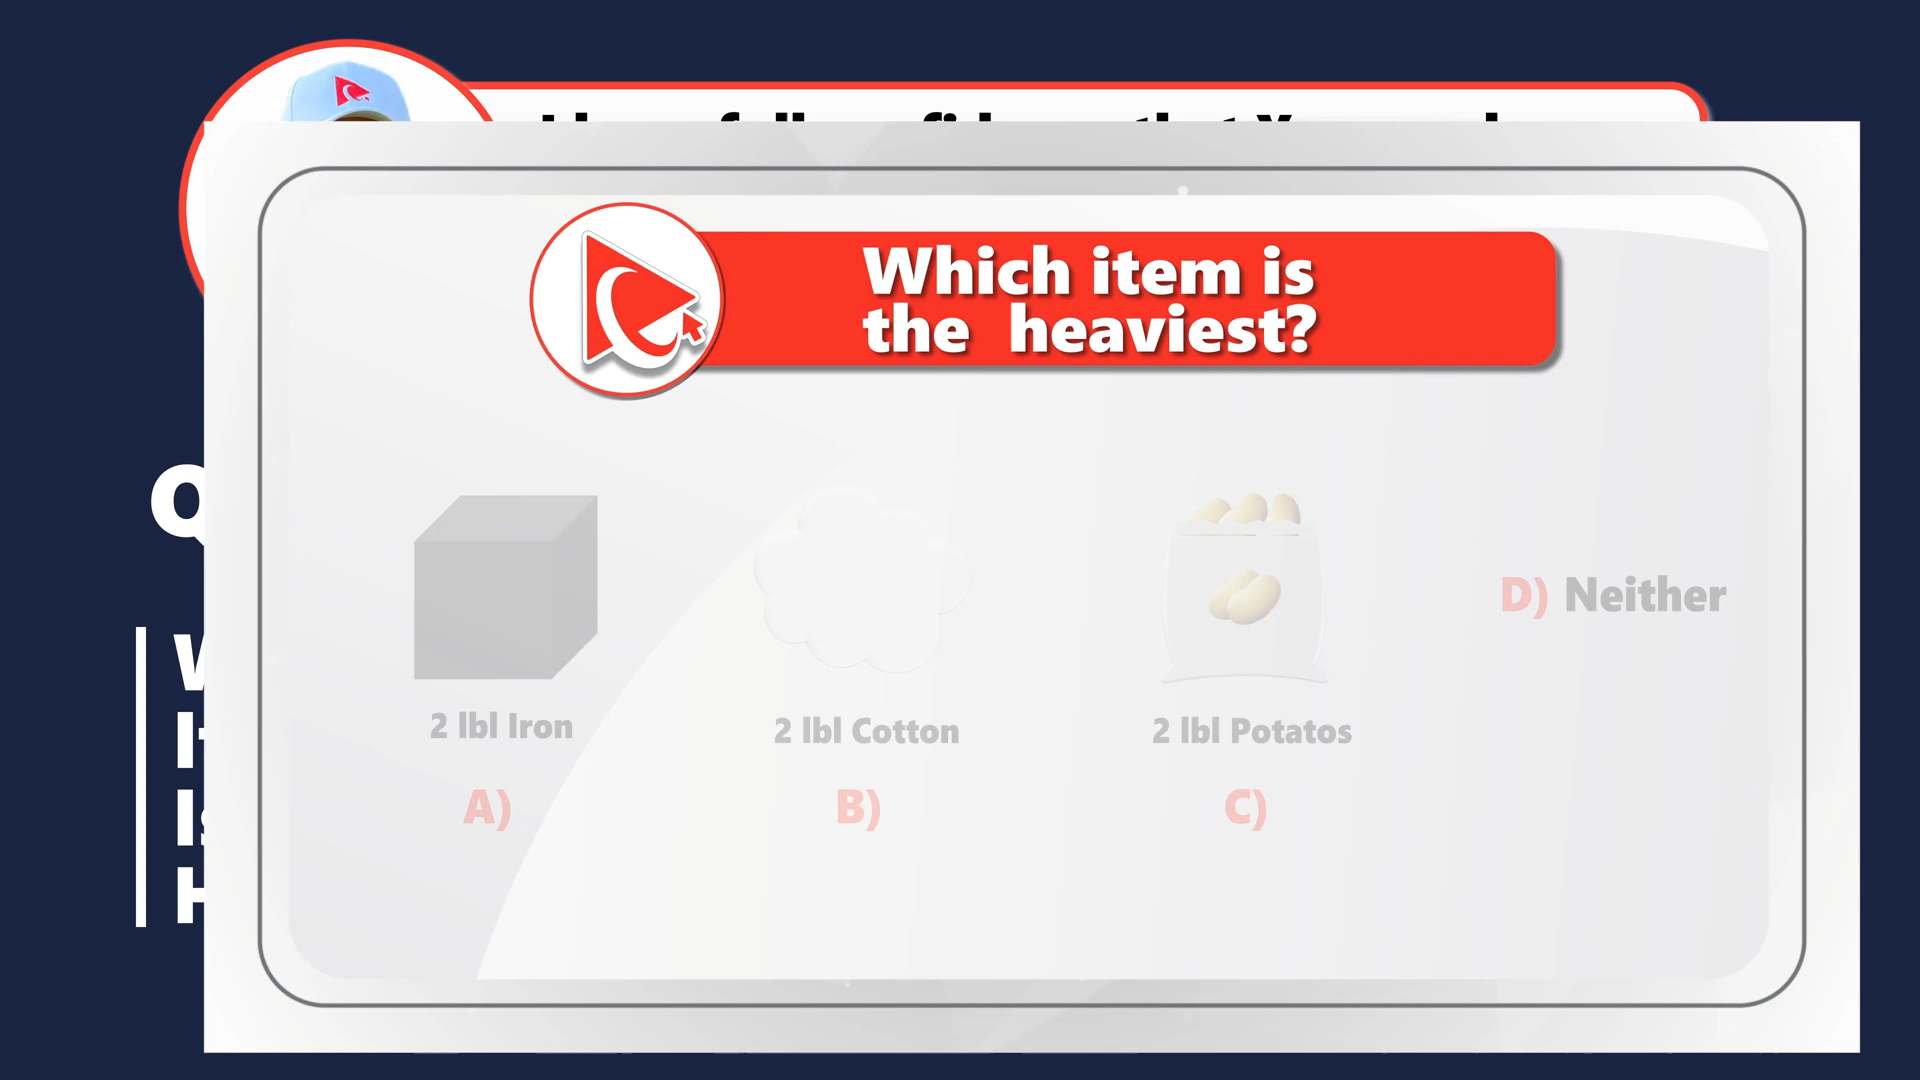 Which item is
the heaviest?
D) Neither
2 lbl Iron
2 lbl Cotton
2 lbl Potatos
A)
B)
C)